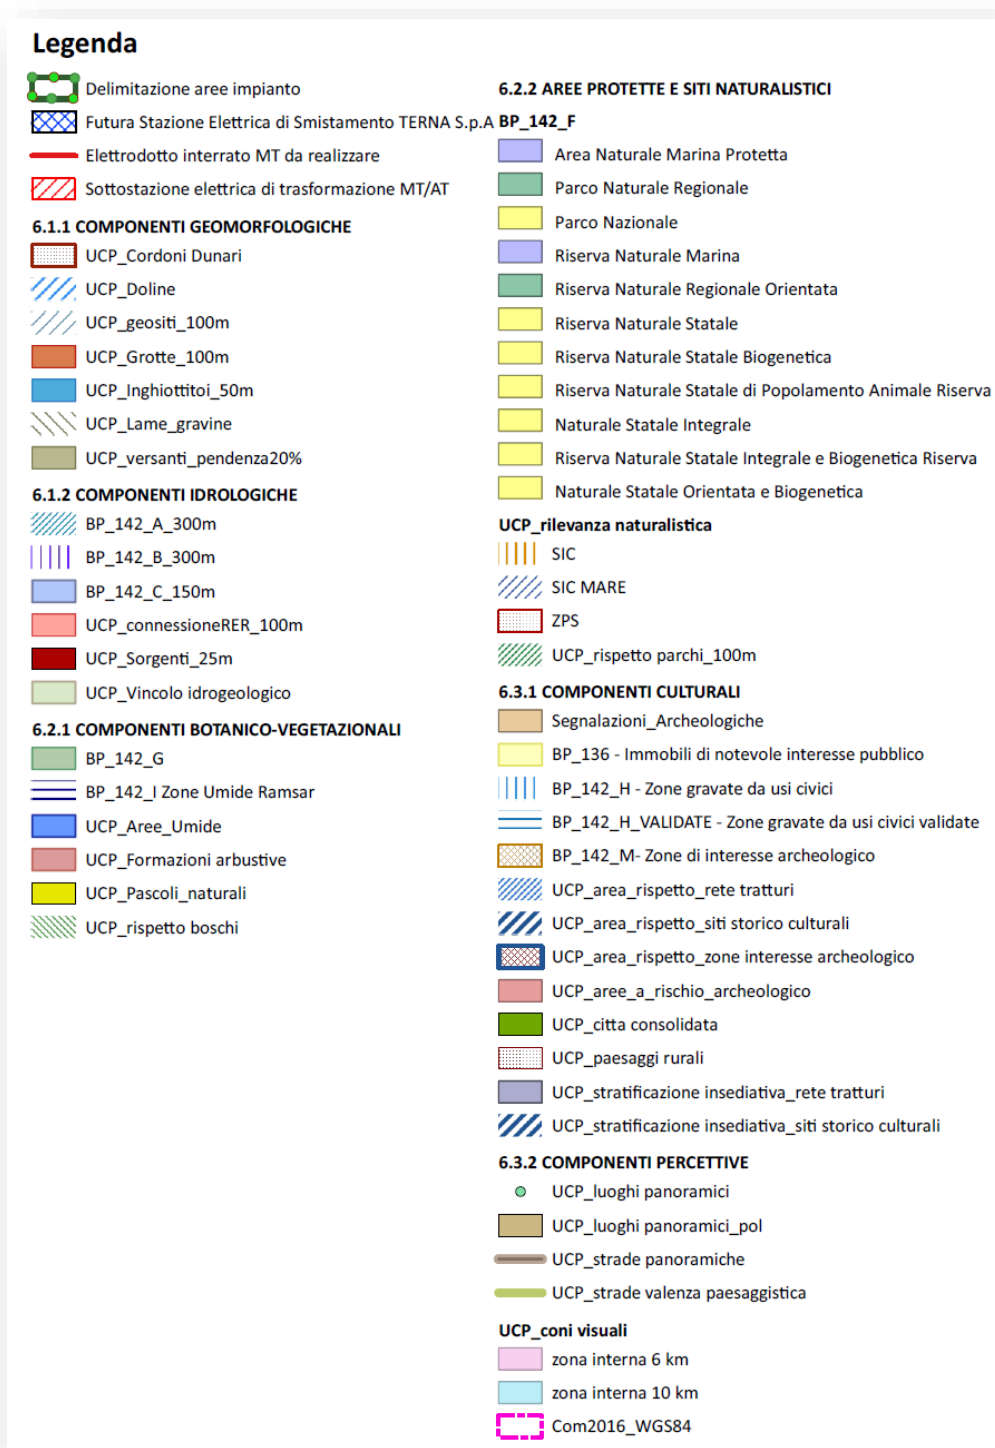 Legenda
Delimitazione aree impianto
Futura Stazione Elettrica di Smistamento TERNA S.p.A
Elettrodotto interrato MT da realizzare
Sottostazione elettrica di trasformazione MT/AT
6.1.1 COMPONENTI GEOMORFOLOGICHE
UCP_Cordoni Dunari
UCP_Doline
UCP_geositi_100m
UCP_Grotte_100m
UCP_Inghiottitoi_50m
UCP_Lame_gravine
UCP_versanti_pendenza20%
6.1.2 COMPONENTI IDROLOGICHE
BP_142_A_300m
BP_142_B_300m
BP_142_C_150m
UCP_connessioneRER_100m
UCP_Sorgenti_25m
UCP_Vincolo idrogeologico
6.2.1 COMPONENTI BOTANICO-VEGETAZIONALI
BP_142_G
BP_142_I Zone Umide Ramsar
UCP_Aree_Umide
UCP_Formazioni arbustive
UCP_Pascoli_naturali
UCP_rispetto boschi
6.2.2 AREE PROTETTE E SITI NATURALISTICI
BP_142_F
Area Naturale Marina Protetta
Parco Naturale Regionale
Parco Nazionale
Riserva Naturale Marina
Riserva Naturale Regionale Orientata
Riserva Naturale Statale
Riserva Naturale Statale Biogenetica
Riserva Naturale Statale di Popolamento Animale Riserva
Naturale Statale Integrale
Riserva Naturale Statale Integrale e Biogenetica Riserva
Naturale Statale Orientata e Biogenetica
UCP_rilevanza naturalistica
SIC
SIC MARE
ZPS
UCP_rispetto parchi_100m
6.3.1 COMPONENTI CULTURALI
Segnalazioni_Archeologiche
BP_136 - Immobili di notevole interesse pubblico
BP_142_H - Zone gravate da usi civici
BP_142_H_VALIDATE - Zone gravate da usi civici validate
BP_142_M- Zone di interesse archeologico
UCP_area_rispetto_rete tratturi
UCP_area_rispetto_siti storico culturali
UCP_area_rispetto_zone interesse archeologico
UCP_aree_a_rischio_archeologico
UCP_citta consolidata
UCP_paesaggi rurali
UCP_stratificazione insediativa_rete tratturi
UCP_stratificazione insediativa_siti storico culturali
6.3.2 COMPONENTI PERCETTIVE
UCP_luoghi panoramici
UCP_luoghi panoramici_pol
UCP_strade panoramiche
UCP_strade valenza paesaggistica
UCP_coni visuali
zona interna 6 km
zona interna 10 km
Com2016_WGS84